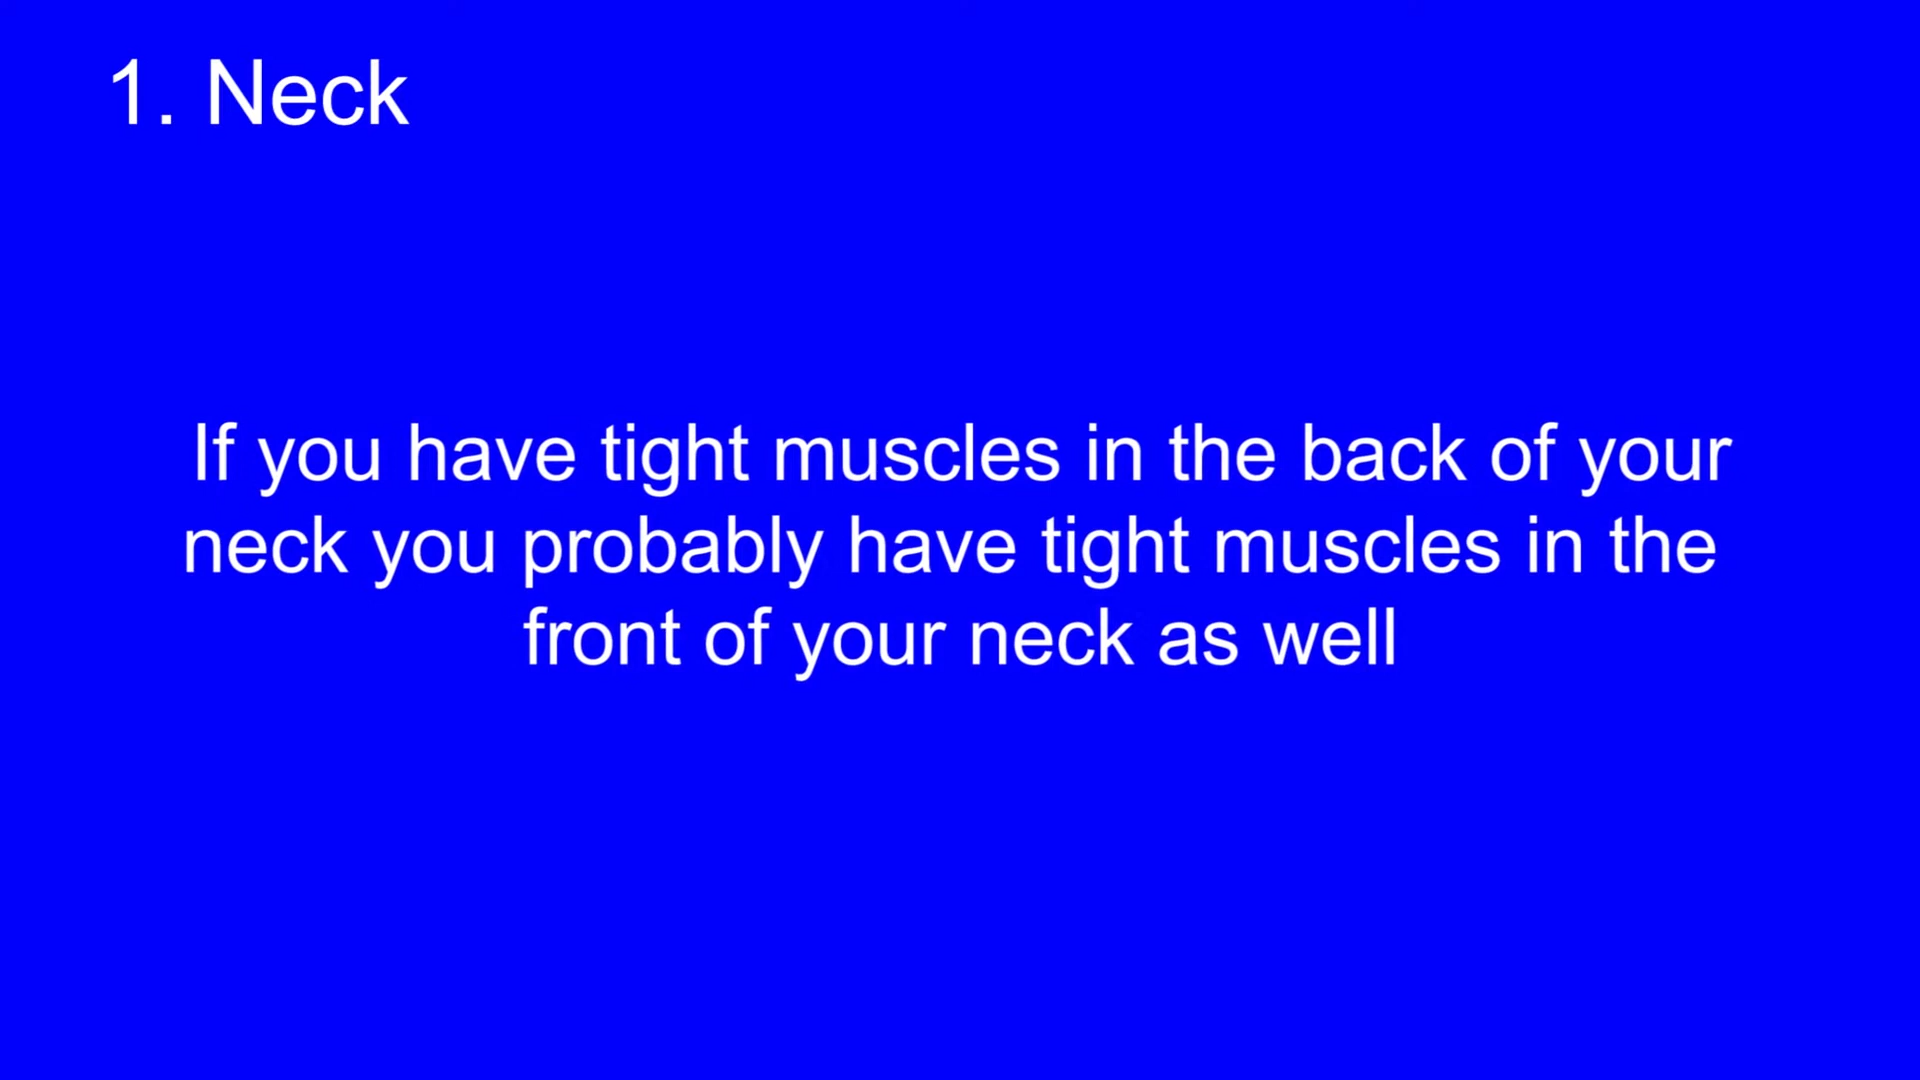 1. Neck
If you have tight muscles in the back of your
neck you probably have tight muscles in the
front of your neck as well